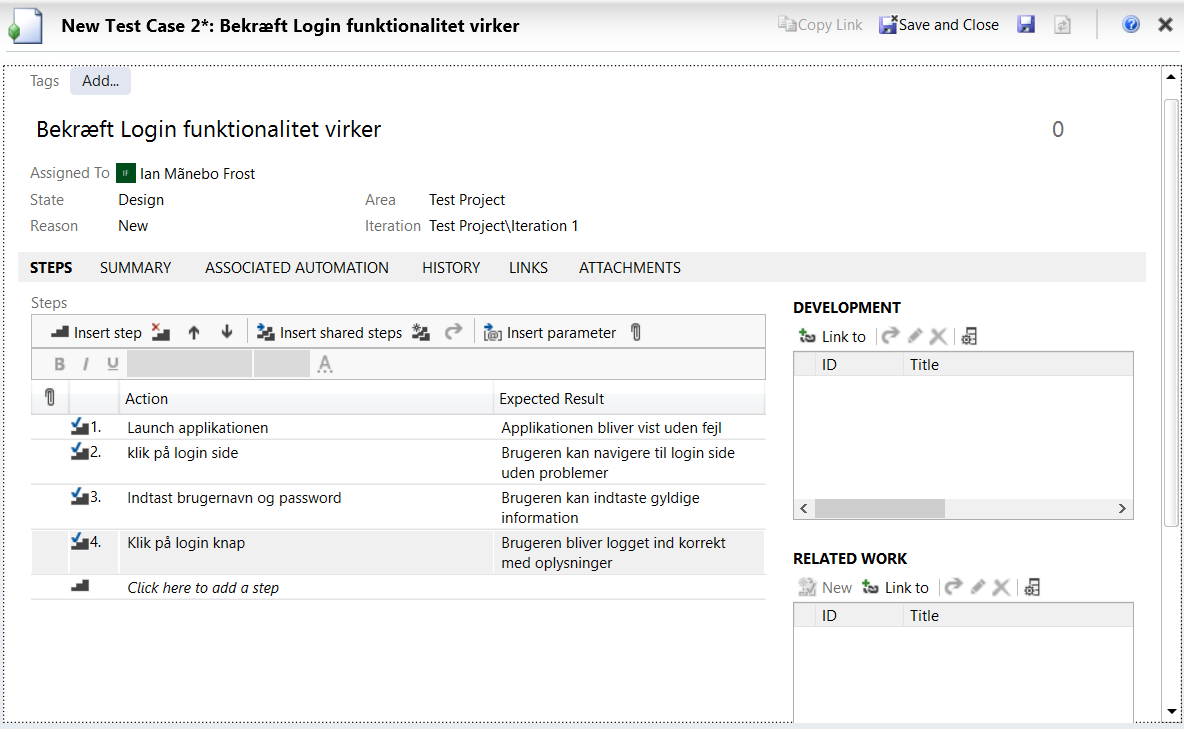 New Test Case 2*: Bekræft Login funktionalitet virker
Copy Link
Save and Close
Tags
Add...
Bekræft Login funktionalitet virker
0
Assigned To
IF
Ian Mãnebo Frost
State
Design
Area
Test Project
Reason
New
Iteration
Test Project\Iteration 1
STEPS
SUMMARY
ASSOCIATED AUTOMATION
HISTORY
LINKS
ATTACHMENTS
Steps
Insert step
Insert shared steps
Insert parameter
B
I
U
A
Action
Expected Result
1.
Launch applikationen
Applikationen bliver vist uden fejl
2.
klik på login side
Brugeren kan navigere til login side
uden problemer
3.
Indtast brugernavn og password
Brugeren kan indtaste gyldige
information
4.
Klik på login knap
Brugeren bliver logget ind korrekt
med oplysninger
Click here to add a step
DEVELOPMENT
Link to
ID
Title
RELATED WORK
New
Link to
ID
Title